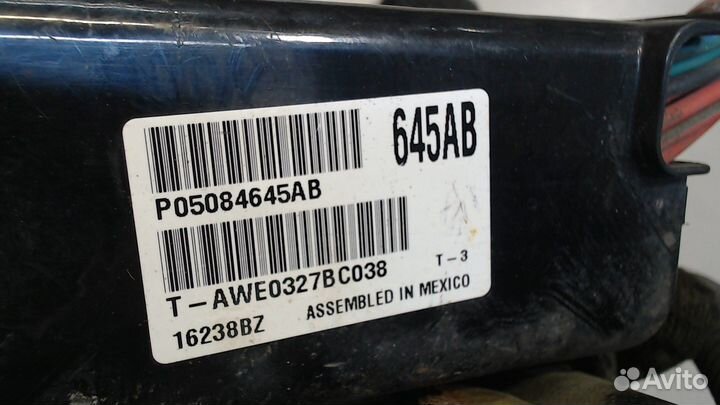 645AB
P05084645AB
T-AWE0327BC038
T-3
16238BZ
ASSEMBLED IN MEXICO
Avito